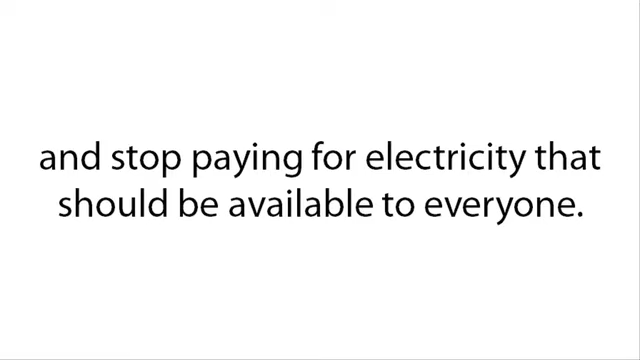 and stop paying for electricity that
should be available to everyone.